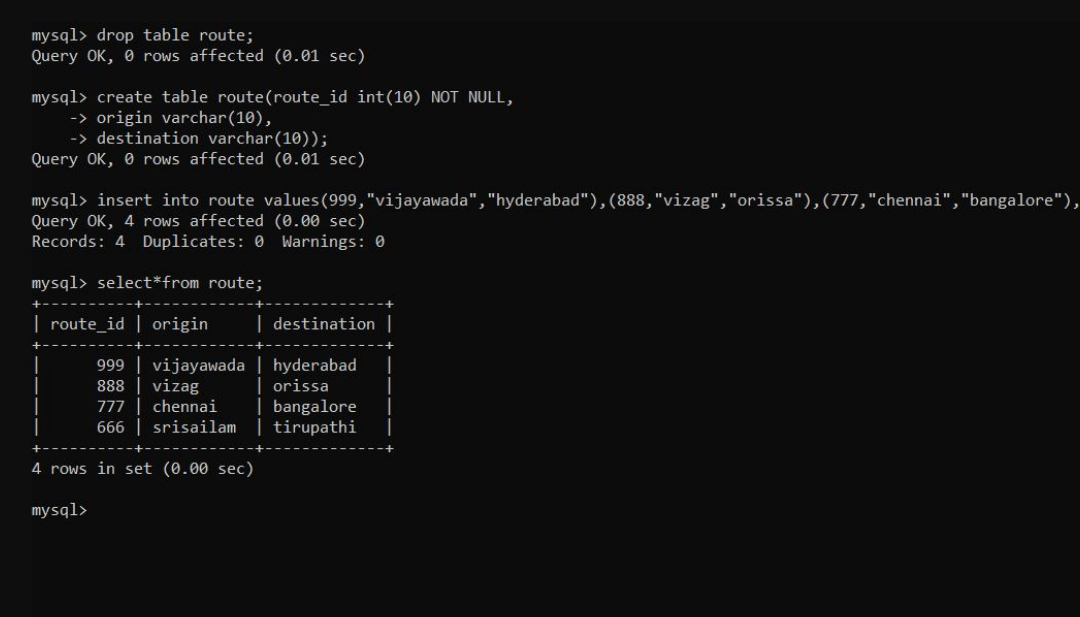 mysql> drop table route;
Query OK, 0 rows affected (0.01 sec)
mysql> create table route(route_id int(10) NOT NULL,
    -> origin varchar(10),
    -> destination varchar(10));
Query OK, 0 rows affected (0.01 sec)
mysql> insert into route values(999,"vijayawada","hyderabad"),(888,"vizag","orissa"),(777,"chennai","bangalore"),
Query OK, 4 rows affected (0.00 sec)
Records: 4  Duplicates: 0  Warnings: 0
mysql> select*from route;
+----------+------------+-------------+
| route_id | origin     | destination |
+----------+------------+-------------+
|      999 | vijayawada | hyderabad   |
|      888 | vizag      | orissa      |
|      777 | chennai    | bangalore   |
|      666 | srisailam  | tirupathi   |
+----------+------------+-------------+
4 rows in set (0.00 sec)
mysql>